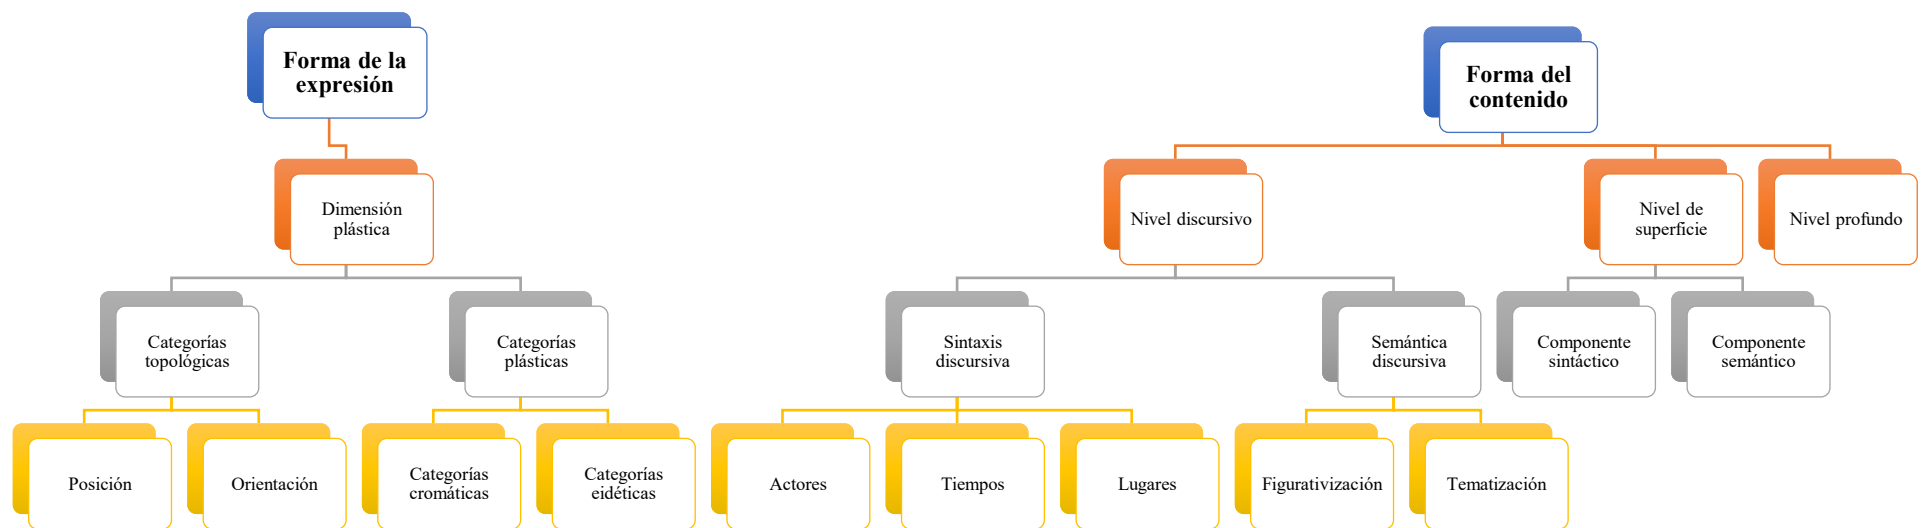 Forma de la
expresión
Forma del
contenido
Dimensión
plástica
Nivel discursivo
Nivel de
superficie
Nivel profundo
Categorías
topológicas
Categorías
plásticas
Sintaxis
discursiva
Semántica
discursiva
Componente
sintáctico
Componente
semántico
Posición
Orientación
Categorías
cromáticas
Categorías
eidéticas
Actores
Tiempos
Lugares
Figurativización
Tematización